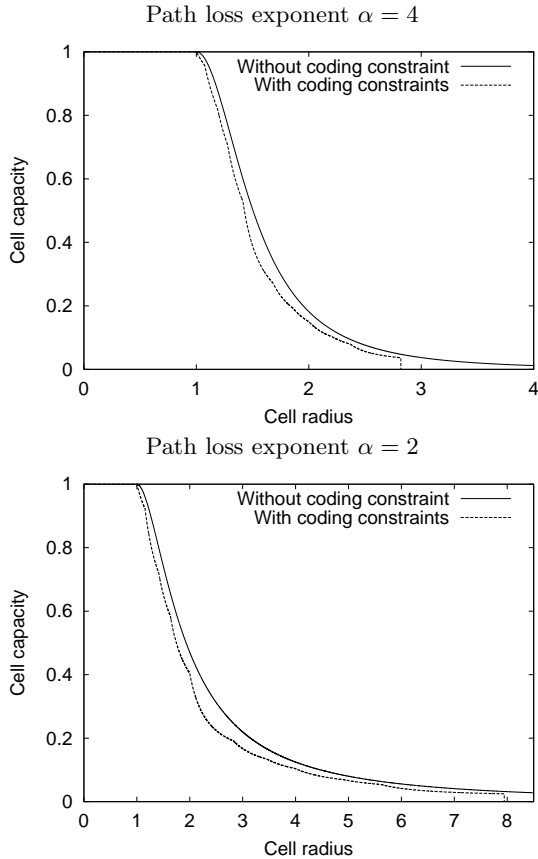 Path loss exponent α = 4
1
Without coding constraint
With coding constraints
0.8
0.6
Cell capacity
0.4
0.2
0
0 1 2 3 4
Cell radius
Path loss exponent α = 2
1
Without coding constraint
With coding constraints
0.8
0.6
Cell capacity
0.4
0.2
0
0 1 2 3 4 5 6 7 8
Cell radius